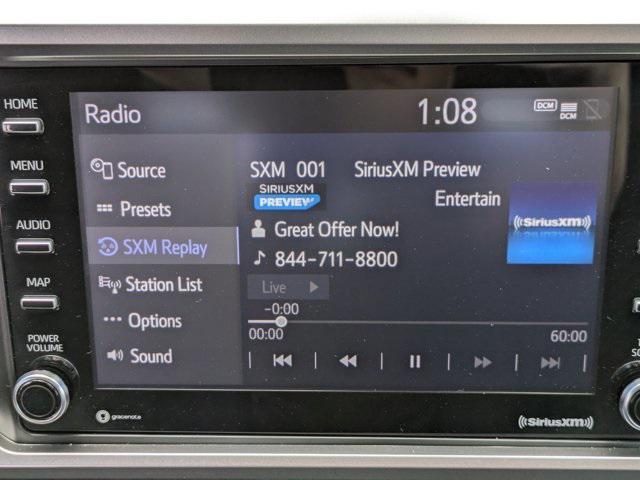 HOME
MENU
AUDIO
MAP
POWER
VOLUME
Radio
1:08
DCM
DCM
Source
Presets
SXM Replay
Station List
Options
Sound
SXM 001 SiriusXM Preview
SIRIUSXM
PREVIEW
Entertain
Great Offer Now!
844-711-8800
Live
-0:00
00:00
60:00
((SiriusXM))
gracenote
((SiriusXM))